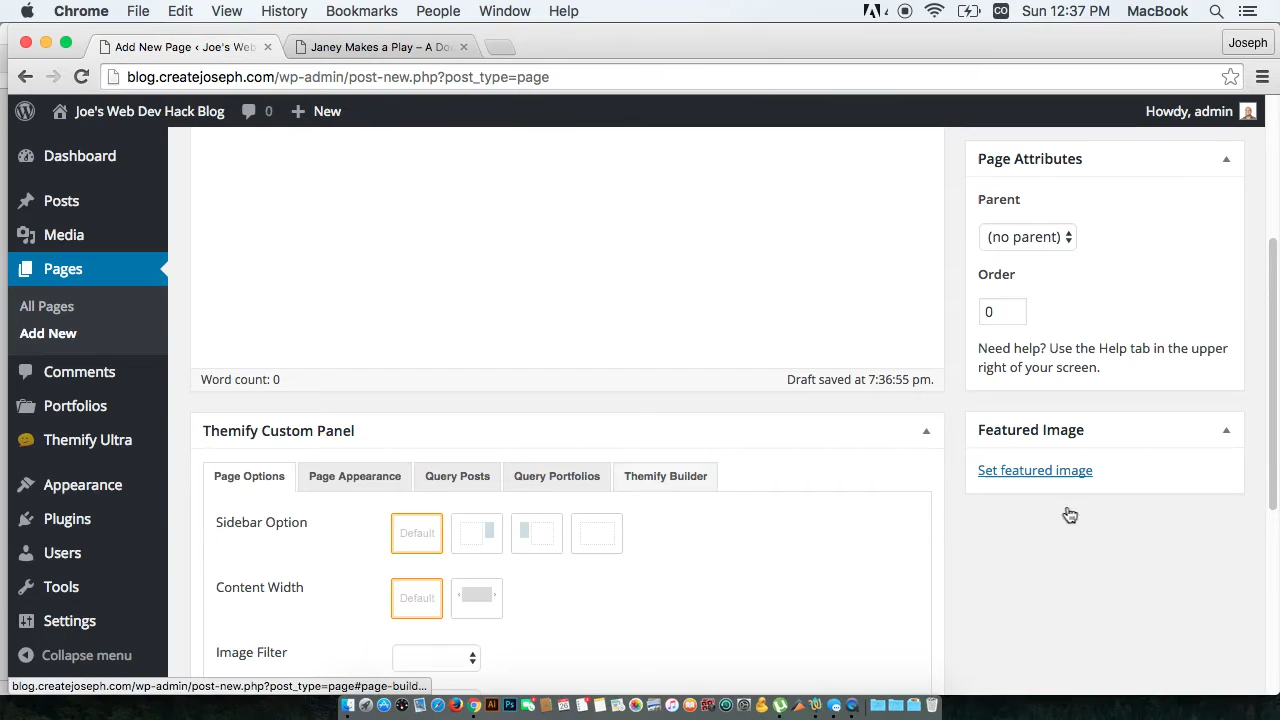 Chrome File Edit View History Bookmarks People Window Help 4 CO Sun 12:37 PM MacBook
Add New Page ‹ Joe's Web × Janey Makes a Play – A Do × Joseph
blog.createjoseph.com/wp-admin/post-new.php?post_type=page
Joe's Web Dev Hack Blog 0 + New Howdy, admin
Dashboard
Posts
Media
Pages
All Pages
Add New
Comments
Portfolios
Themify Ultra
Appearance
Plugins
Users
Tools
Settings
Collapse menu
Word count: 0 Draft saved at 7:36:55 pm.
Themify Custom Panel
Page Options Page Appearance Query Posts Query Portfolios Themify Builder
Sidebar Option Default
Content Width Default
Image Filter
Page Attributes
Parent
(no parent)
Order
0
Need help? Use the Help tab in the upper
right of your screen.
Featured Image
Set featured image
blog.createjoseph.com/wp-admin/post-new.php?post_type=page#page-build...